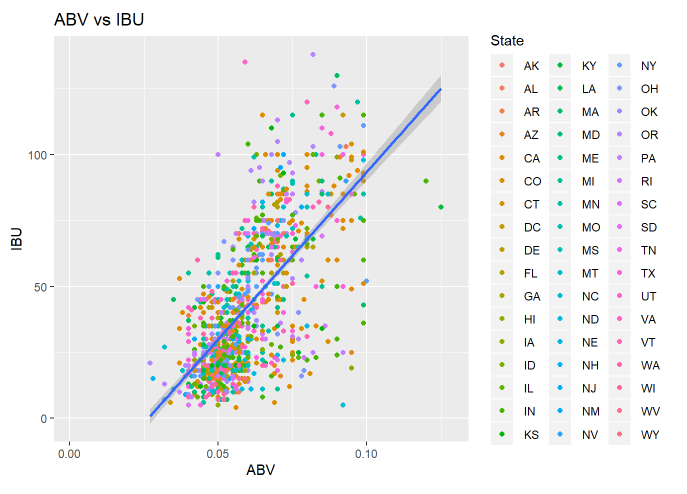 ABV vs IBU
IBU
100
50
0
0.00
0.05
0.10
ABV
State
AK
AL
AR
AZ
CA
CO
CT
DC
DE
FL
GA
HI
IA
ID
IL
IN
KS
KY
LA
MA
MD
ME
MI
MN
MO
MS
MT
NC
ND
NE
NH
NJ
NM
NV
NY
OH
OK
OR
PA
RI
SC
SD
TN
TX
UT
VA
VT
WA
WI
WV
WY